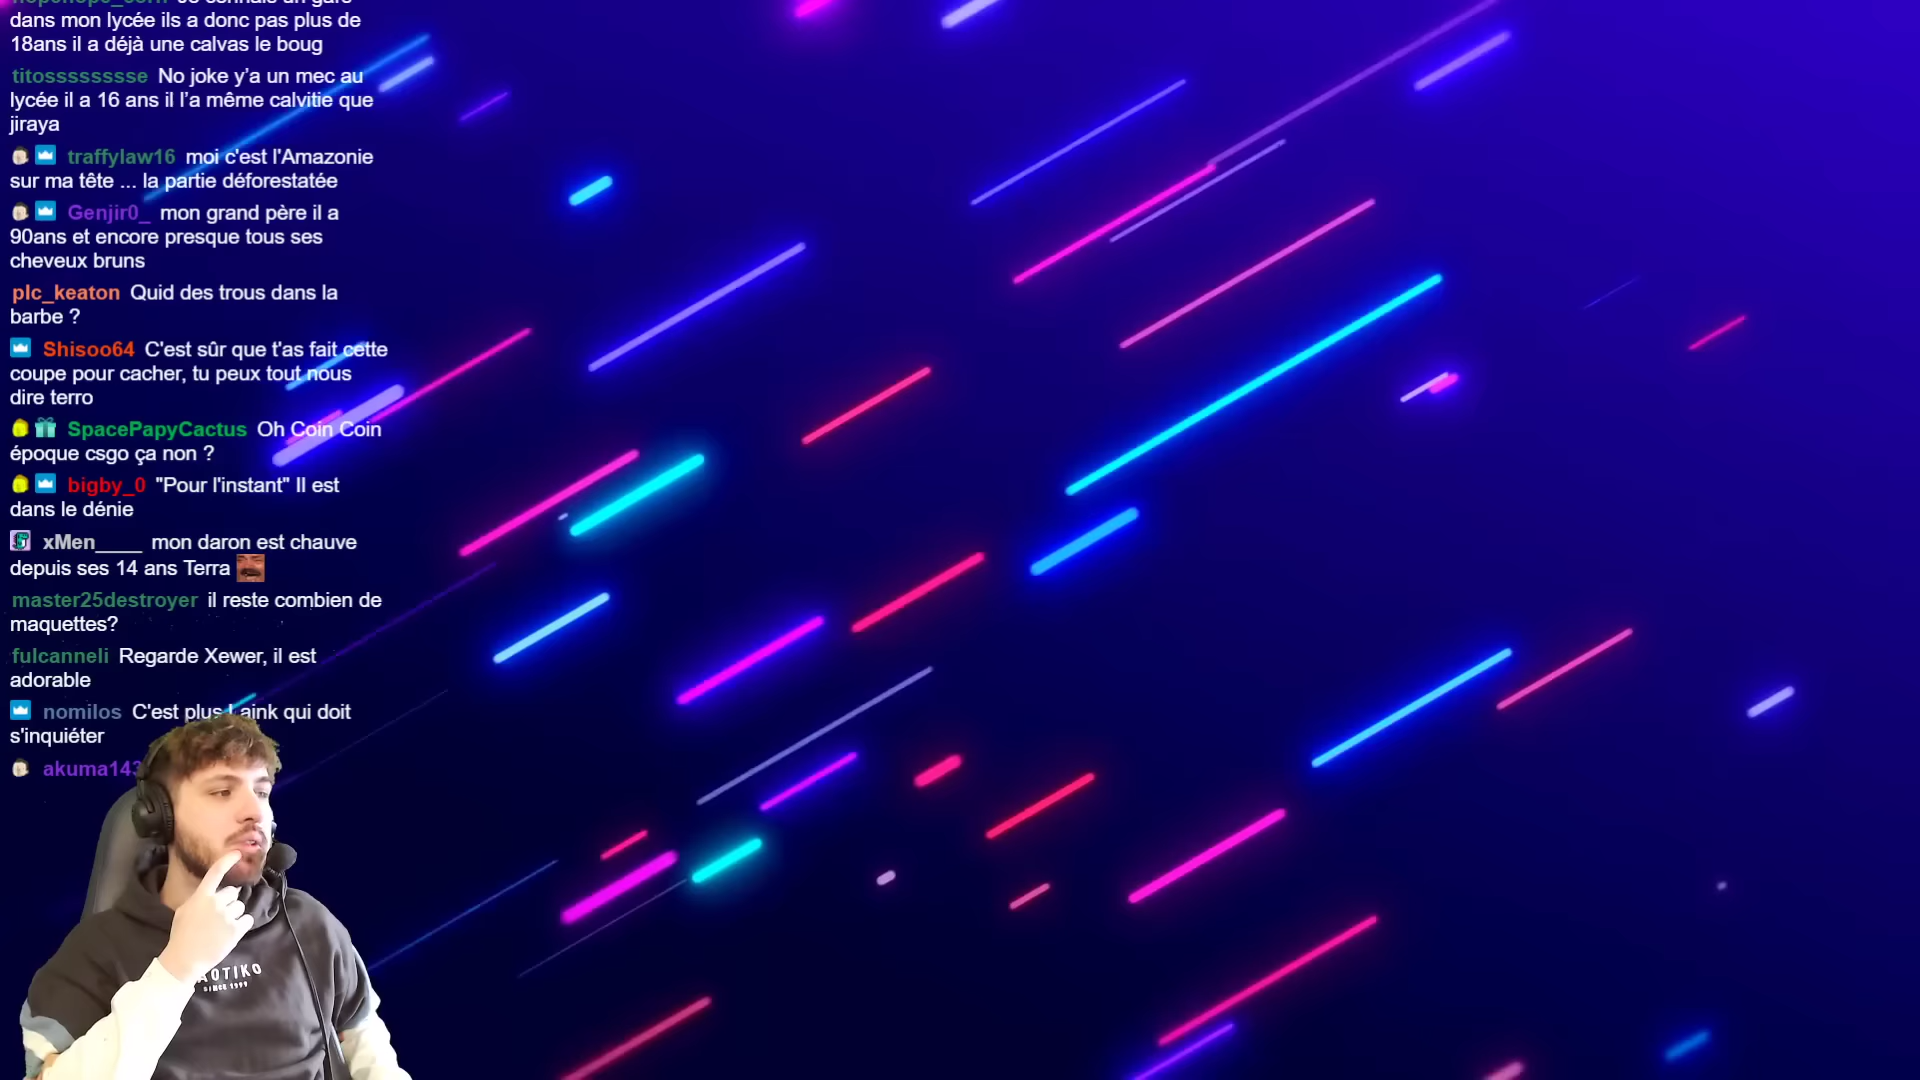 dans mon lycée ils a donc pas plus de
18ans il a déjà une calvas le boug
titosssssssse No joke y'a un mec au
lycée il a 16 ans il l'a même calvitie que
jiraya
traffylaw16 moi c'est l'Amazonie
sur ma tête ... la partie déforestatée
Genjir0_ mon grand père il a
90ans et encore presque tous ses
cheveux bruns
plc_keaton Quid des trous dans la
barbe ?
Shisoo64 C'est sûr que t'as fait cette
coupe pour cacher, tu peux tout nous
dire terro
SpacePapyCactus Oh Coin Coin
époque csgo ça non ?
bigby_0 "Pour l'instant" Il est
dans le dénie
xMen____ mon daron est chauve
depuis ses 14 ans Terra
master25destroyer il reste combien de
maquettes?
fulcanneli Regarde Xewer, il est
adorable
nomilos C'est plus Laink qui doit
s'inquiéter
akuma143
SINCE 1999